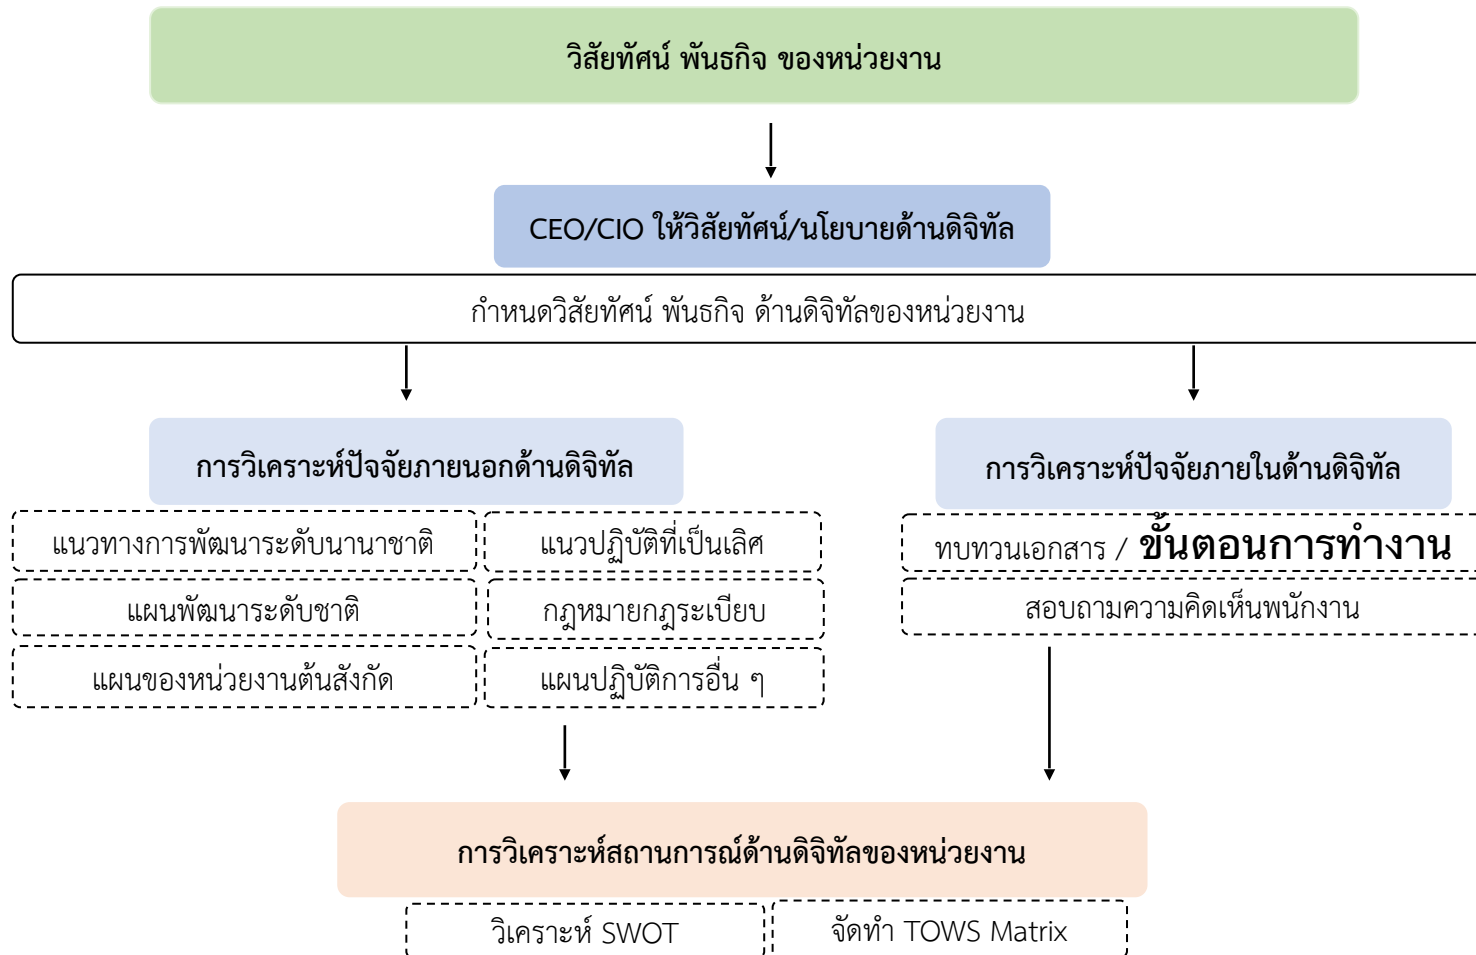 วิสัยทัศน์ พันธกิจ ของหน่วยงาน
CEO/CIO ให้วิสัยทัศน์/นโยบายด้านดิจิทัล
กำหนดวิสัยทัศน์ พันธกิจ ด้านดิจิทัลของหน่วยงาน
การวิเคราะห์ปัจจัยภายนอกด้านดิจิทัล
แนวทางการพัฒนาระดับนานาชาติ
แนวปฏิบัติที่เป็นเลิศ
แผนพัฒนาระดับชาติ
กฎหมายกฎระเบียบ
แผนของหน่วยงานต้นสังกัด
แผนปฏิบัติการอื่น ๆ
การวิเคราะห์ปัจจัยภายในด้านดิจิทัล
ทบทวนเอกสาร / ขั้นตอนการทำงาน
สอบถามความคิดเห็นพนักงาน
การวิเคราะห์สถานการณ์ด้านดิจิทัลของหน่วยงาน
วิเคราะห์ SWOT
จัดทำ TOWS Matrix